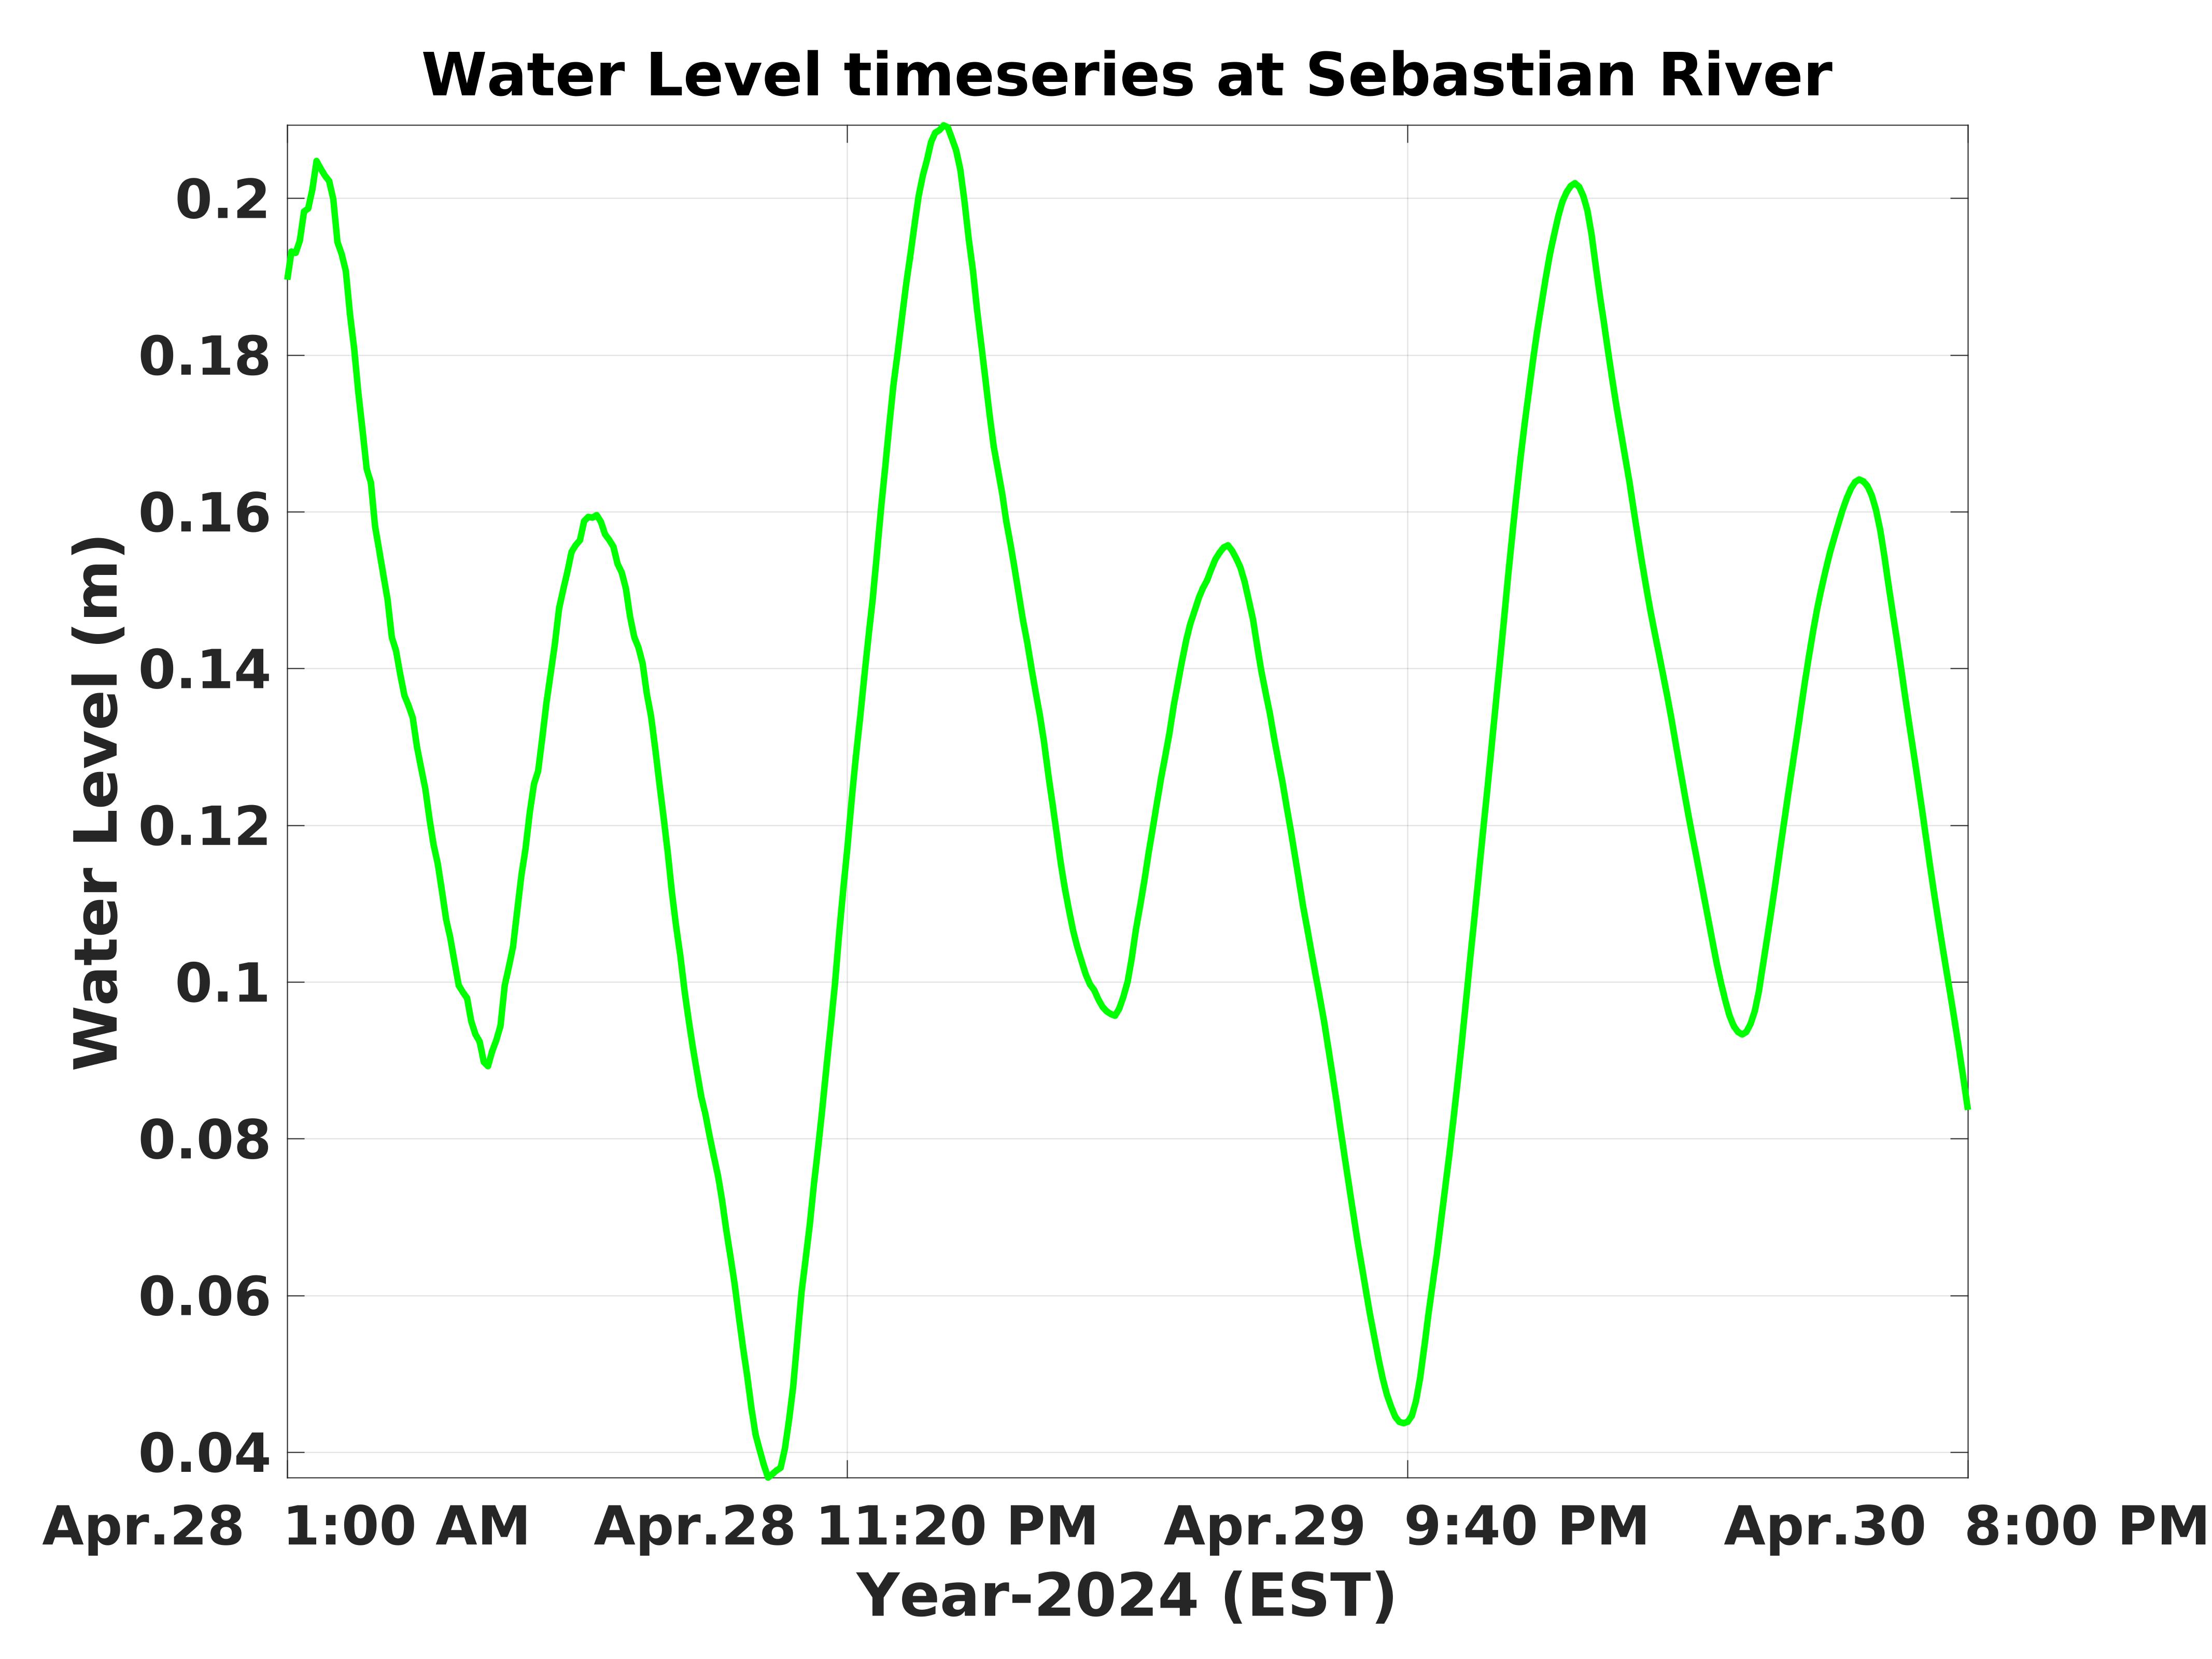 Water Level timeseries at Sebastian River
Water Level (m)
0.2
0.18
0.16
0.14
0.12
0.1
0.08
0.06
0.04
Apr.28 1:00 AM
Apr.28 11:20 PM
Apr.29 9:40 PM
Apr.30 8:00 PM
Year-2024 (EST)